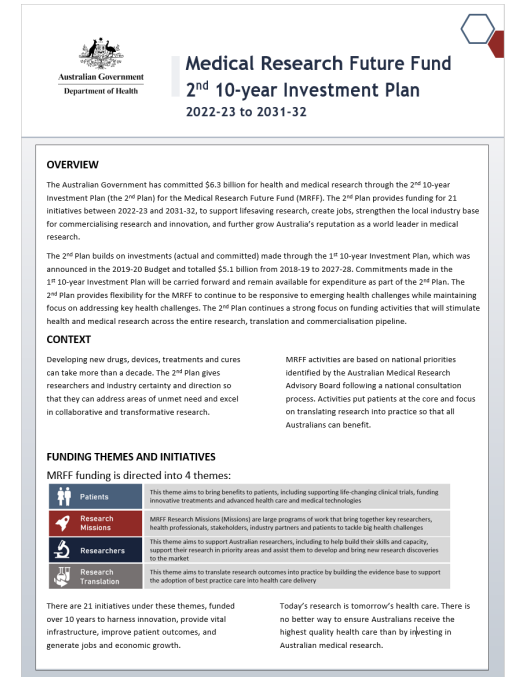 Australian Government
Department of Health
Medical Research Future Fund
2nd 10-year Investment Plan
2022-23 to 2031-32
OVERVIEW
The Australian Government has committed $6.3 billion for health and medical research through the 2nd 10-year
Investment Plan (the 2nd Plan) for the Medical Research Future Fund (MRFF). The 2nd Plan provides funding for 21
initiatives between 2022-23 and 2031-32, to support lifesaving research, create jobs, strengthen the local industry base
for commercialising research and innovation, and further grow Australia's reputation as a world leader in medical
research.
The 2nd Plan builds on investments (actual and committed) made through the 1st 10-year Investment Plan, which was
announced in the 2019-20 Budget and totalled $5.1 billion from 2018-19 to 2027-28. Commitments made in the
1st 10-year Investment Plan will be carried forward and remain available for expenditure as part of the 2nd Plan. The
2nd Plan provides flexibility for the MRFF to continue to be responsive to emerging health challenges while maintaining
focus on addressing key health challenges. The 2nd Plan continues a strong focus on funding activities that will stimulate
health and medical research across the entire research, translation and commercialisation pipeline.
CONTEXT
Developing new drugs, devices, treatments and cures
can take more than a decade. The 2nd Plan gives
researchers and industry certainty and direction so
that they can address areas of unmet need and excel
in collaborative and transformative research.
MRFF activities are based on national priorities
identified by the Australian Medical Research
Advisory Board following a national consultation
process. Activities put patients at the core and focus
on translating research into practice so that all
Australians can benefit.
FUNDING THEMES AND INITIATIVES
MRFF funding is directed into 4 themes:
Patients
This theme aims to bring benefits to patients, including supporting life-changing clinical trials, funding
innovative treatments and advanced health care and medical technologies
Research
Missions
MRFF Research Missions (Missions) are large programs of work that bring together key researchers,
health professionals, stakeholders, industry partners and patients to tackle big health challenges
Researchers
This theme aims to support Australian researchers, including to help build their skills and capacity,
support their research in priority areas and assist them to develop and bring new research discoveries
to the market
Research
Translation
This theme aims to translate research outcomes into practice by building the evidence base to support
the adoption of best practice care into health care delivery
There are 21 initiatives under these themes, funded
over 10 years to harness innovation, provide vital
infrastructure, improve patient outcomes, and
generate jobs and economic growth.
Today's research is tomorrow's health care. There is
no better way to ensure Australians receive the
highest quality health care than by investing in
Australian medical research.